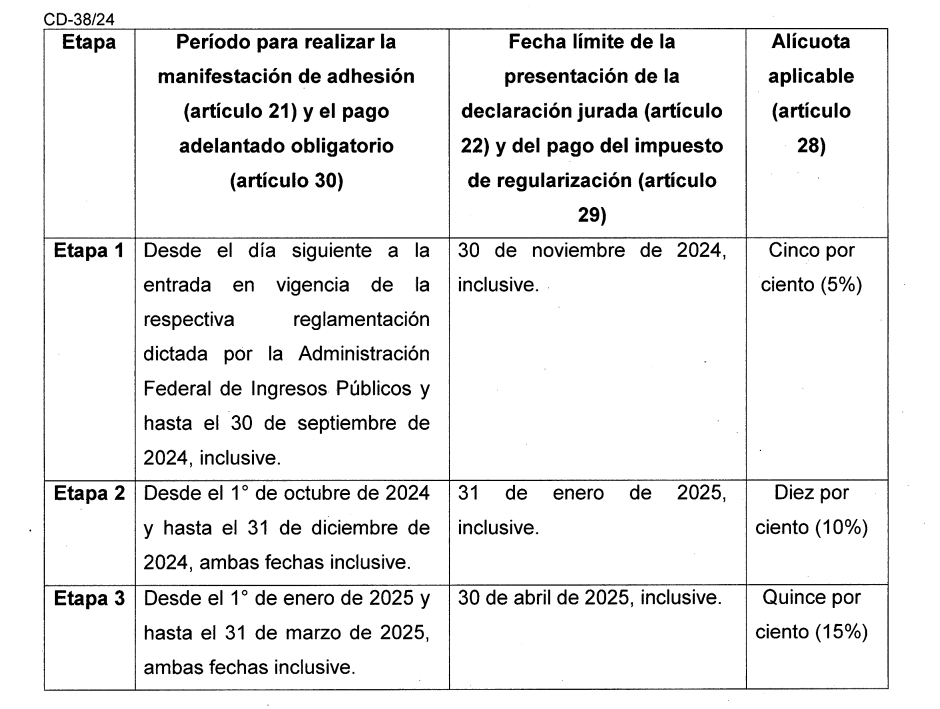 CD-38/24
Etapa
Período para realizar la
manifestación de adhesión
(artículo 21) y el pago
adelantado obligatorio
(artículo 30)
Fecha límite de la
presentación de la
declaración jurada (artículo
22) y del pago del impuesto
de regularización (artículo
29)
Alícuota
aplicable
(artículo
28)
Etapa 1
Desde el día siguiente a la
entrada en vigencia de la
respectiva reglamentación
dictada por la Administración
Federal de Ingresos Públicos y
hasta el 30 de septiembre de
2024, inclusive.
30 de noviembre de 2024,
inclusive.
Cinco por
ciento (5%)
Etapa 2
Desde el 1° de octubre de 2024
y hasta el 31 de diciembre de
2024, ambas fechas inclusive.
31 de enero de 2025,
inclusive.
Diez por
ciento (10%)
Etapa 3
Desde el 1° de enero de 2025 y
hasta el 31 de marzo de 2025,
ambas fechas inclusive.
30 de abril de 2025, inclusive.
Quince por
ciento (15%)